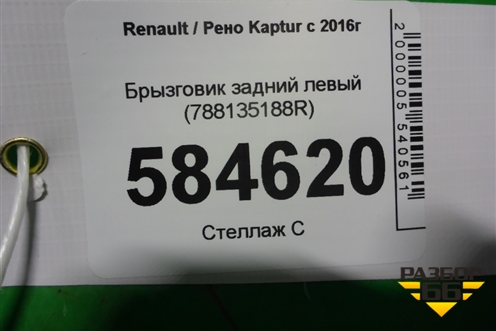 Renault / Рено Kaptur с 2016г
Брызговик задний левый
(788135188R)
584620
Стеллаж С
2000005540561
РАЗБОР
66